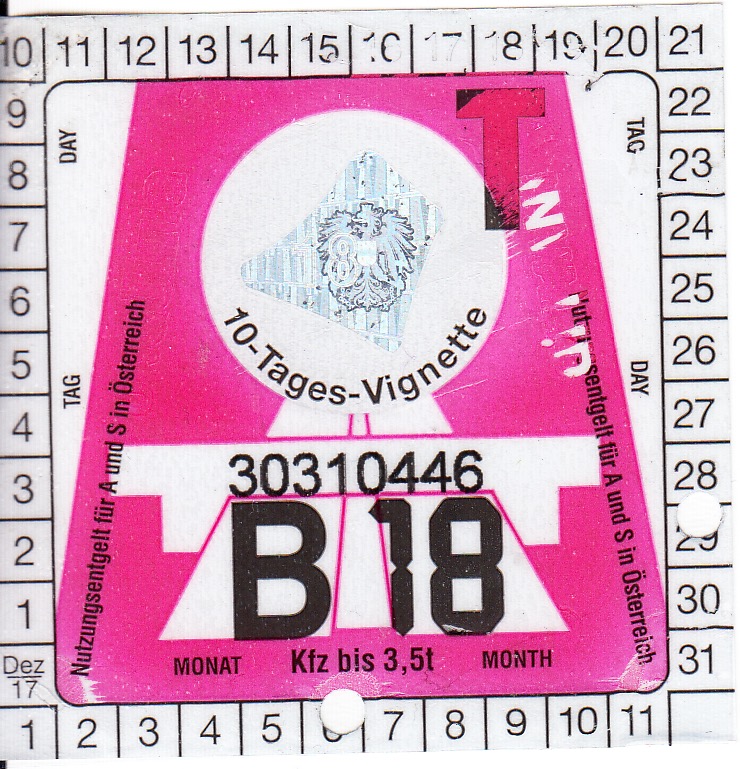 10 11 12 13 14 15 16 17 18 19 20 21
9 22
8 23
7 24
6 25
5 26
4 27
3 28
2 29
1 30
Dez 31
17
1 2 3 4 5 6 7 8 9 10 11
DAY
TAG
TAG
DAY
T
10-Tages-Vignette
Nutzungsentgelt für A und S in Österreich
Nutzungsentgelt für A und S in Österreich
30310446
B 18
MONAT Kfz bis 3,5t MONTH